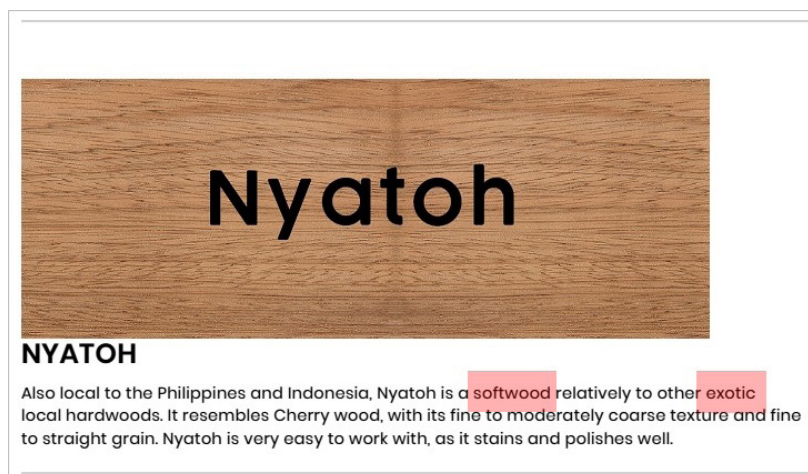 Nyatoh
NYATOH
Also local to the Philippines and Indonesia, Nyatoh is a softwood relatively to other exotic
local hardwoods. It resembles Cherry wood, with its fine to moderately coarse texture and fine
to straight grain. Nyatoh is very easy to work with, as it stains and polishes well.